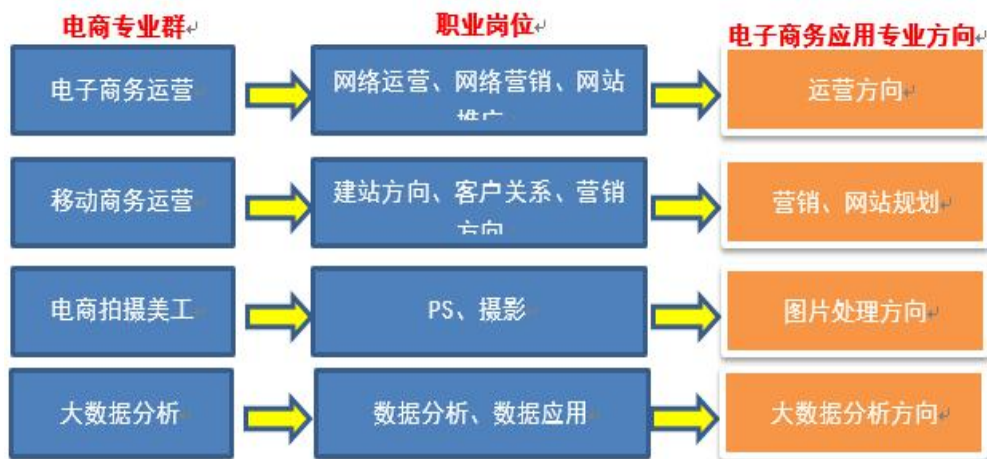 电商专业群
职业岗位
电子商务应用专业方向
电子商务运营
网络运营、网络营销、网站
推广
运营方向
移动商务运营
建站方向、客户关系、营销
方向
营销、网站规划
电商拍摄美工
PS、摄影
图片处理方向
大数据分析
数据分析、数据应用
大数据分析方向